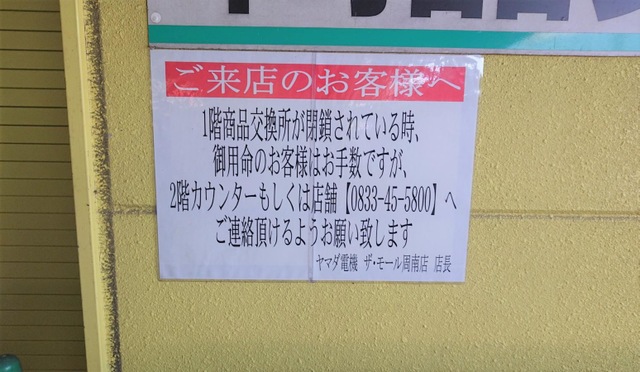 ご来店のお客様へ
1階商品交換所が閉鎖されている時、
御用命のお客様はお手数ですが、
2階カウンターもしくは店舗【0833-45-5800】へ
ご連絡頂けるようお願い致します
ヤマダ電機 ザ・モール周南店 店長